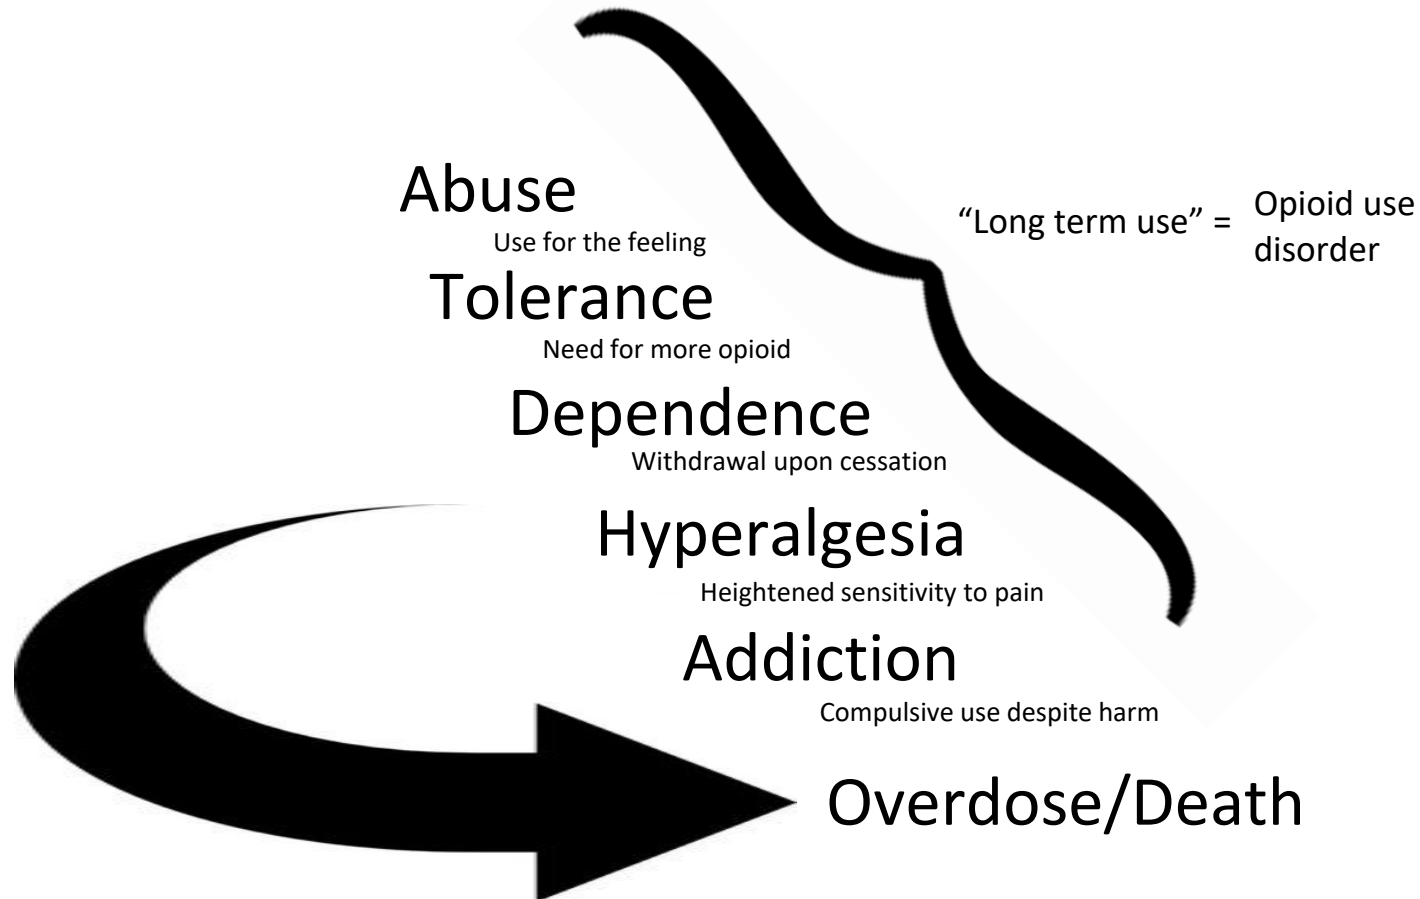 Abuse
Use for the feeling
Tolerance
Need for more opioid
Dependence
Withdrawal upon cessation
Hyperalgesia
Heightened sensitivity to pain
Addiction
Compulsive use despite harm
Overdose/Death
“Long term use” =
Opioid use
disorder